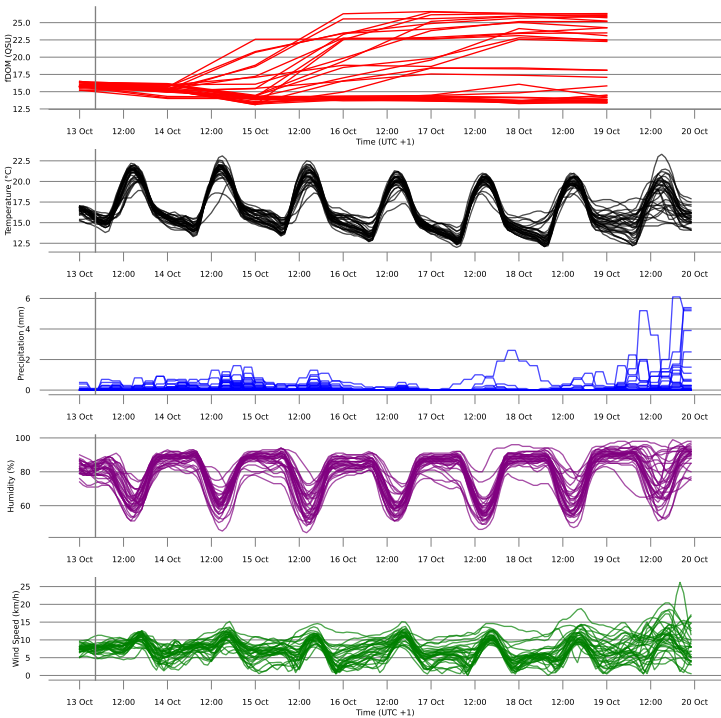 fDOM (QSU)
25.0
22.5
20.0
17.5
15.0
12.5
13 Oct 12:00 14 Oct 12:00 15 Oct 12:00 16 Oct 12:00 17 Oct 12:00 18 Oct 12:00 19 Oct 12:00 20 Oct
Time (UTC +1)
Temperature (°C)
22.5
20.0
17.5
15.0
12.5
13 Oct 12:00 14 Oct 12:00 15 Oct 12:00 16 Oct 12:00 17 Oct 12:00 18 Oct 12:00 19 Oct 12:00 20 Oct
Precipitation (mm)
6
4
2
0
13 Oct 12:00 14 Oct 12:00 15 Oct 12:00 16 Oct 12:00 17 Oct 12:00 18 Oct 12:00 19 Oct 12:00 20 Oct
Humidity (%)
100
80
60
13 Oct 12:00 14 Oct 12:00 15 Oct 12:00 16 Oct 12:00 17 Oct 12:00 18 Oct 12:00 19 Oct 12:00 20 Oct
Wind Speed (km/h)
25
20
15
10
5
0
13 Oct 12:00 14 Oct 12:00 15 Oct 12:00 16 Oct 12:00 17 Oct 12:00 18 Oct 12:00 19 Oct 12:00 20 Oct
Time (UTC +1)